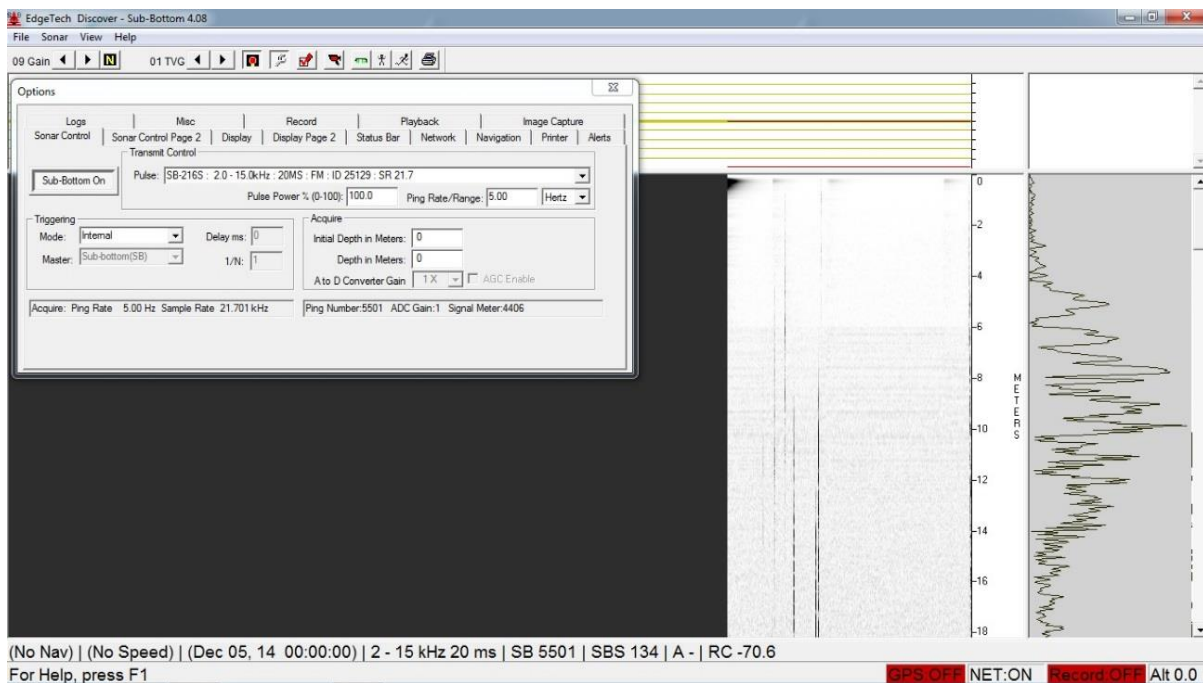 EdgeTech Discover - Sub-Bottom 4.08
File Sonar View Help
09 Gain N 01 TVG
Options
Logs Misc Record Playback Image Capture
Sonar Control Sonar Control Page 2 Display Display Page 2 Status Bar Network Navigation Printer Alerts
Transmit Control
Sub-Bottom On Pulse: SB-216S : 2.0 - 15.0kHz : 20MS : FM : ID 25129 : SR 21.7
Pulse Power % (0-100): 100.0 Ping Rate/Range: 5.00 Hertz
Triggering Acquire
Mode: Internal Delay ms: 0 Initial Depth in Meters: 0
Master: Sub-bottom(SB) 1/N: 1 Depth in Meters: 0
A to D Converter Gain 1 X AGC Enable
Acquire: Ping Rate 5.00 Hz Sample Rate 21.701 kHz Ping Number:5501 ADC Gain:1 Signal Meter:4406
0
-2
-4
-6
-8
-10
-12
-14
-16
-18
METERS
(No Nav) | (No Speed) | (Dec 05, 14 00:00:00) | 2 - 15 kHz 20 ms | SB 5501 | SBS 134 | A - | RC -70.6
For Help, press F1 GPS:OFF NET:ON Record:OFF Alt 0.0